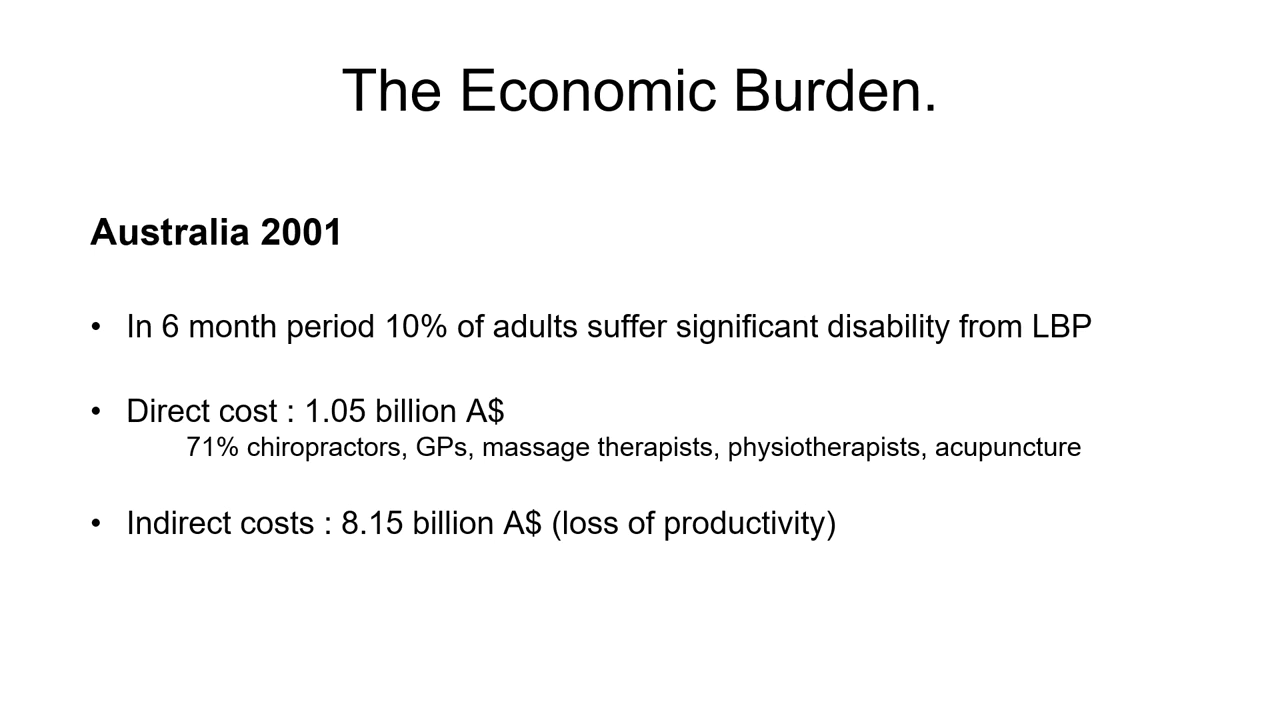 The Economic Burden.
Australia 2001
• In 6 month period 10% of adults suffer significant disability from LBP
• Direct cost : 1.05 billion A$
71% chiropractors, GPs, massage therapists, physiotherapists, acupuncture
• Indirect costs : 8.15 billion A$ (loss of productivity)